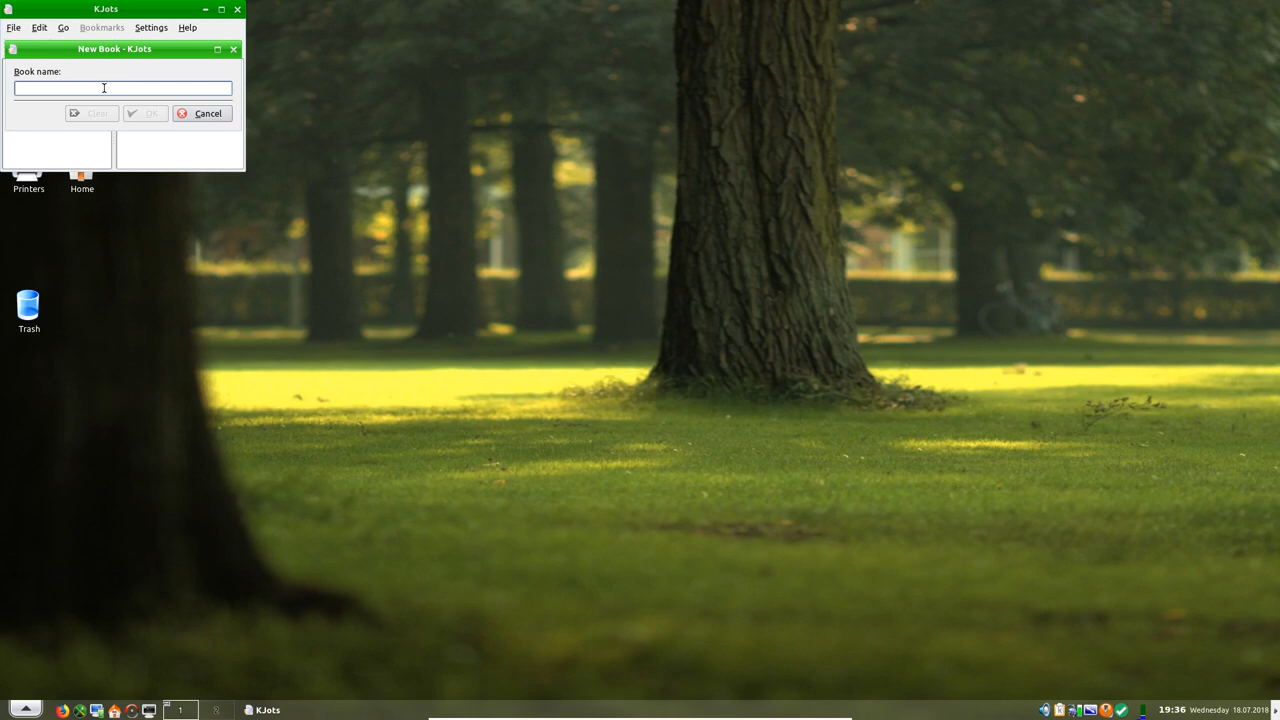 KJots
File Edit Go Bookmarks Settings Help
New Book - KJots
Book name:
Clear OK Cancel
Printers Home
Trash
1 2 KJots 19:36 Wednesday 18.07.2018